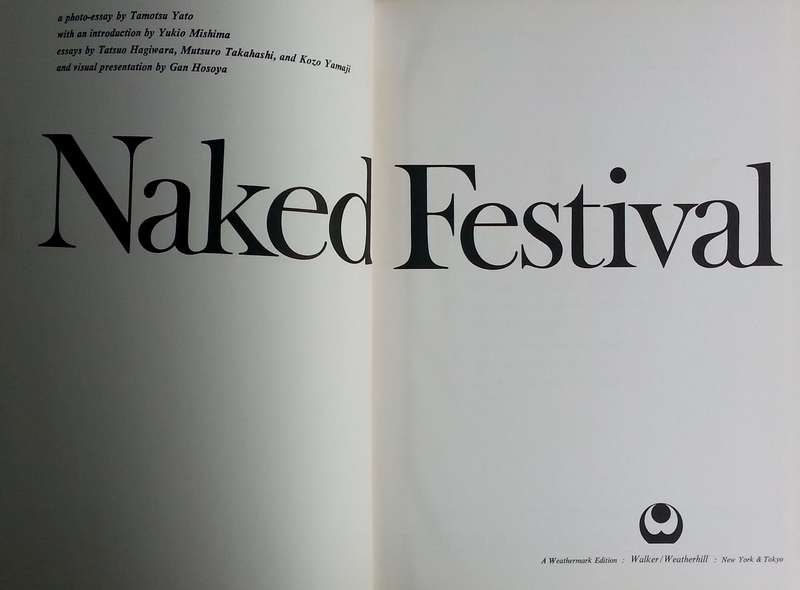 a photo-essay by Tamotsu Yato
with an introduction by Yukio Mishima
essays by Tatsuo Hagiwara, Mutsuro Takahashi, and Kozo Yamaji
and visual presentation by Gan Hosoya
Naked Festival
A Weathermark Edition : Walker/Weatherhill : New York & Tokyo